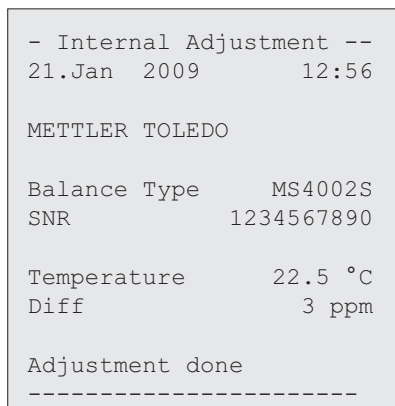 - Internal Adjustment --
21.Jan 2009 12:56
METTLER TOLEDO
Balance Type MS4002S
SNR 1234567890
Temperature 22.5 °C
Diff 3 ppm
Adjustment done
-----------------------